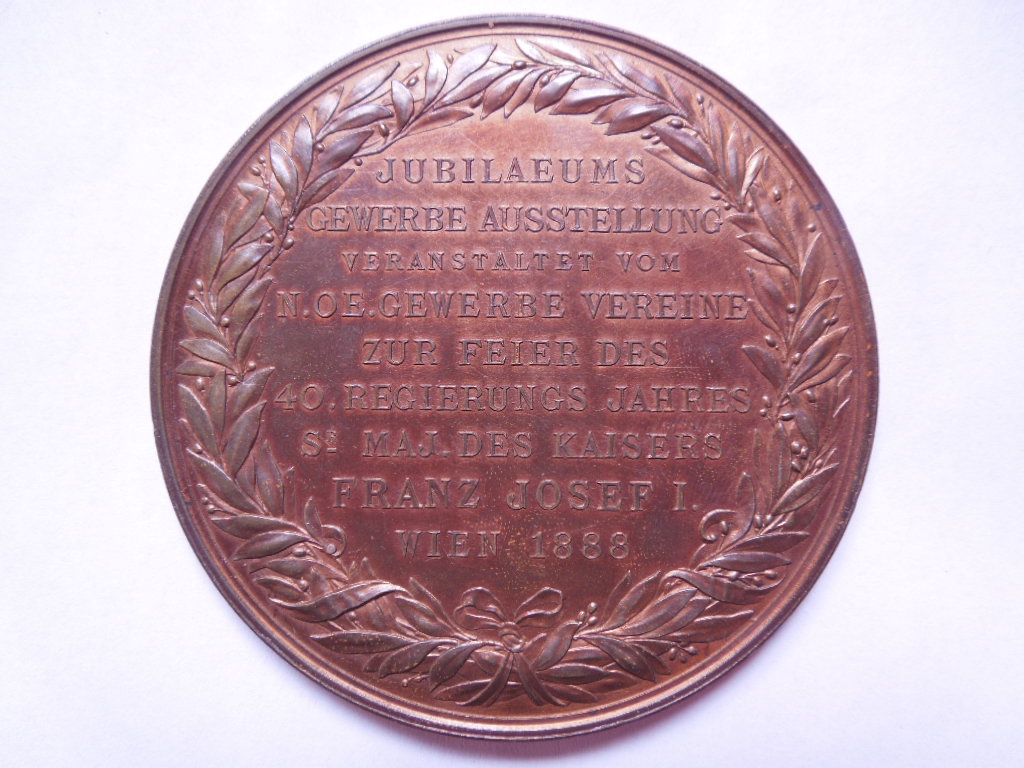 JUBILAEUMS
GEWERBE AUSSTELLUNG
VERANSTALTET VOM
N.OE.GEWERBE VEREINE
ZUR FEIER DES
40. REGIERUNGS JAHRES
SR MAJ. DES KAISERS
FRANZ JOSEF I.
WIEN 1888